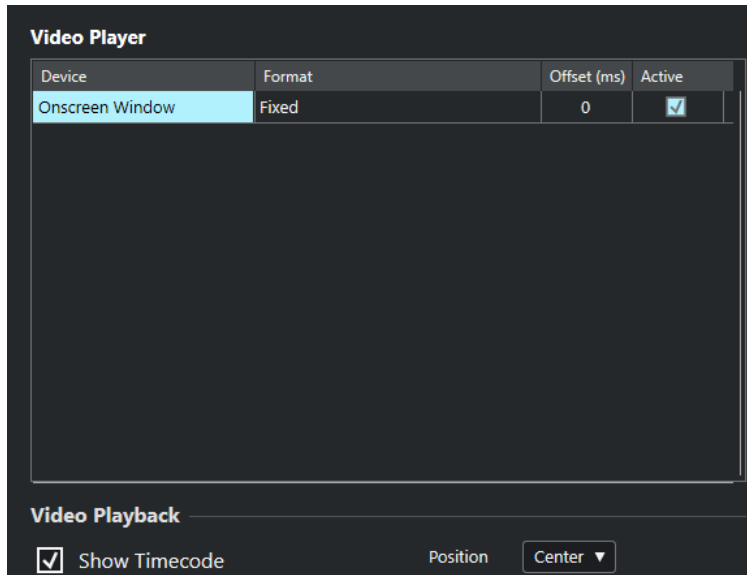 Video Player
Device Format Offset (ms) Active
Onscreen Window Fixed 0
Video Playback
Show Timecode Position Center